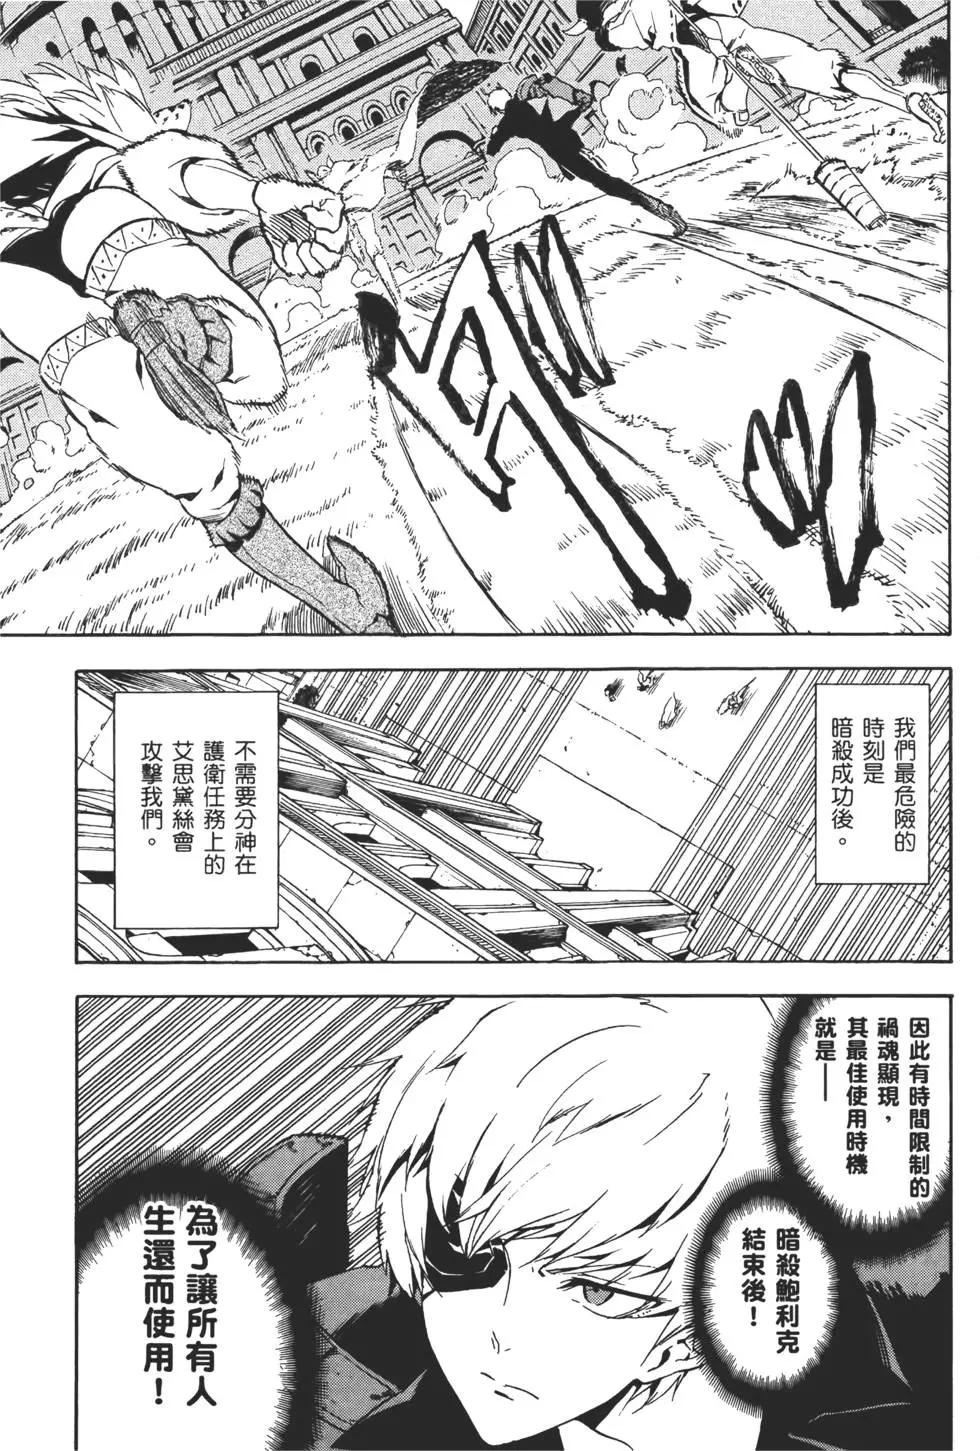 我們最危險的
時刻是
暗殺成功後。
不需要分神在
護衛任務上的
艾思黛絲會
攻擊我們。
因此有時間限制的
禍魂顯現，
其最佳使用時機
就是——
暗殺鮑利克
結束後！
為了讓所有人
生還而使用！